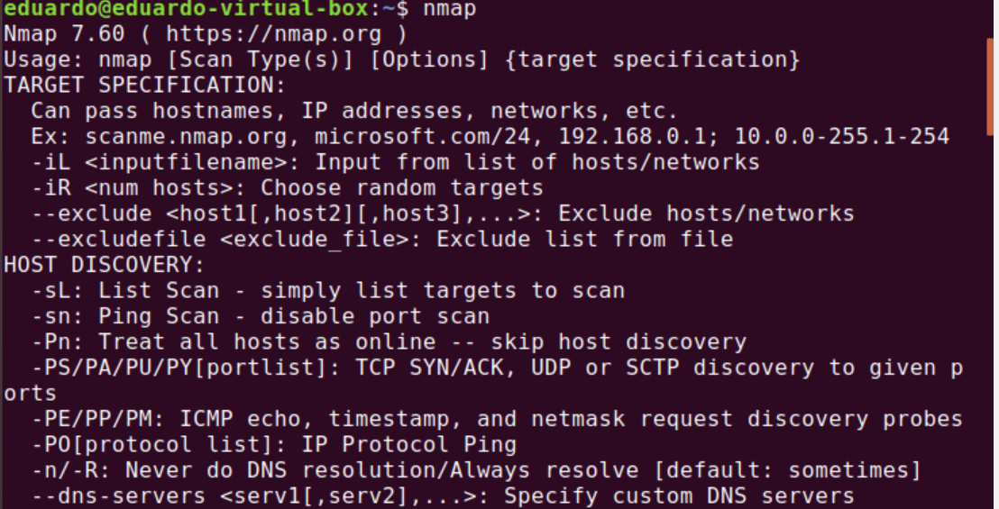 eduardo@eduardo-virtual-box:~$ nmap
Nmap 7.60 ( https://nmap.org )
Usage: nmap [Scan Type(s)] [Options] {target specification}
TARGET SPECIFICATION:
  Can pass hostnames, IP addresses, networks, etc.
  Ex: scanme.nmap.org, microsoft.com/24, 192.168.0.1; 10.0.0-255.1-254
  -iL <inputfilename>: Input from list of hosts/networks
  -iR <num hosts>: Choose random targets
  --exclude <host1[,host2][,host3],...>: Exclude hosts/networks
  --excludefile <exclude_file>: Exclude list from file
HOST DISCOVERY:
  -sL: List Scan - simply list targets to scan
  -sn: Ping Scan - disable port scan
  -Pn: Treat all hosts as online -- skip host discovery
  -PS/PA/PU/PY[portlist]: TCP SYN/ACK, UDP or SCTP discovery to given p
orts
  -PE/PP/PM: ICMP echo, timestamp, and netmask request discovery probes
  -PO[protocol list]: IP Protocol Ping
  -n/-R: Never do DNS resolution/Always resolve [default: sometimes]
  --dns-servers <serv1[,serv2],...>: Specify custom DNS servers